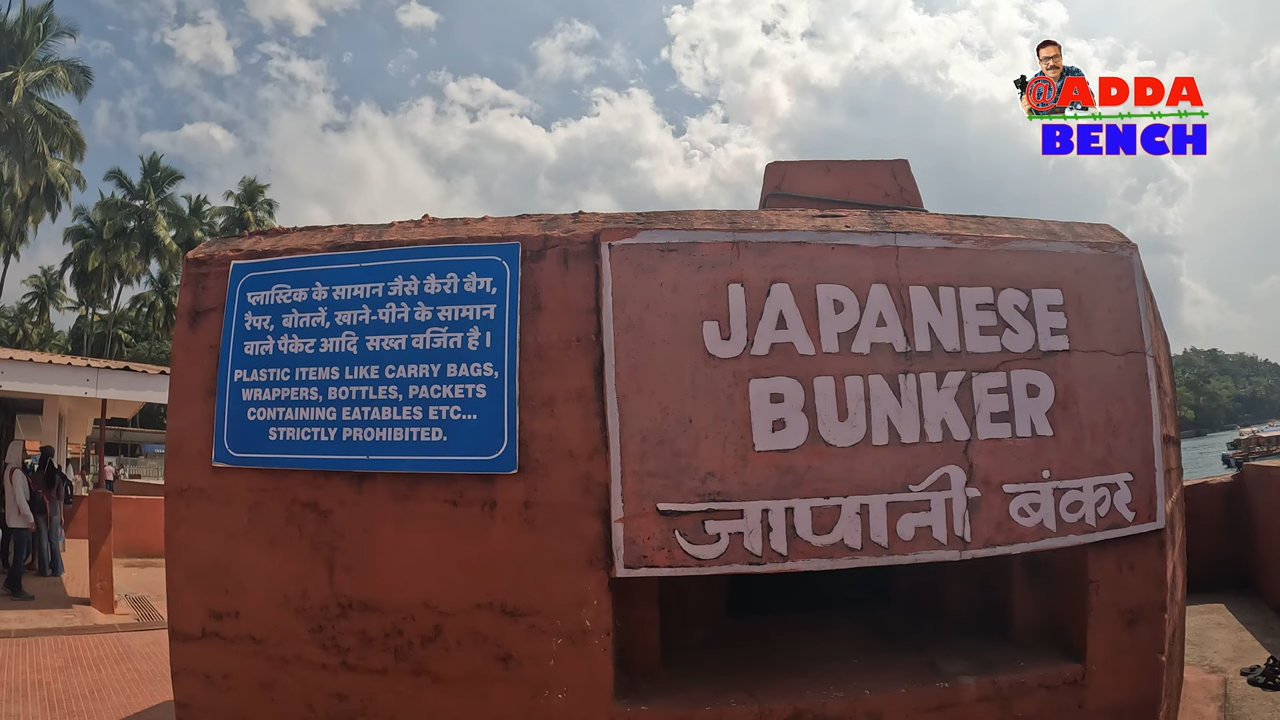 @ADDA
BENCH
प्लास्टिक के सामान जैसे कैरी बैग,
रैपर, बोतलें, खाने-पीने के सामान
वाले पैकेट आदि सख्त वर्जित है।
PLASTIC ITEMS LIKE CARRY BAGS,
WRAPPERS, BOTTLES, PACKETS
CONTAINING EATABLES ETC...
STRICTLY PROHIBITED.
JAPANESE
BUNKER
जापानी बंकर